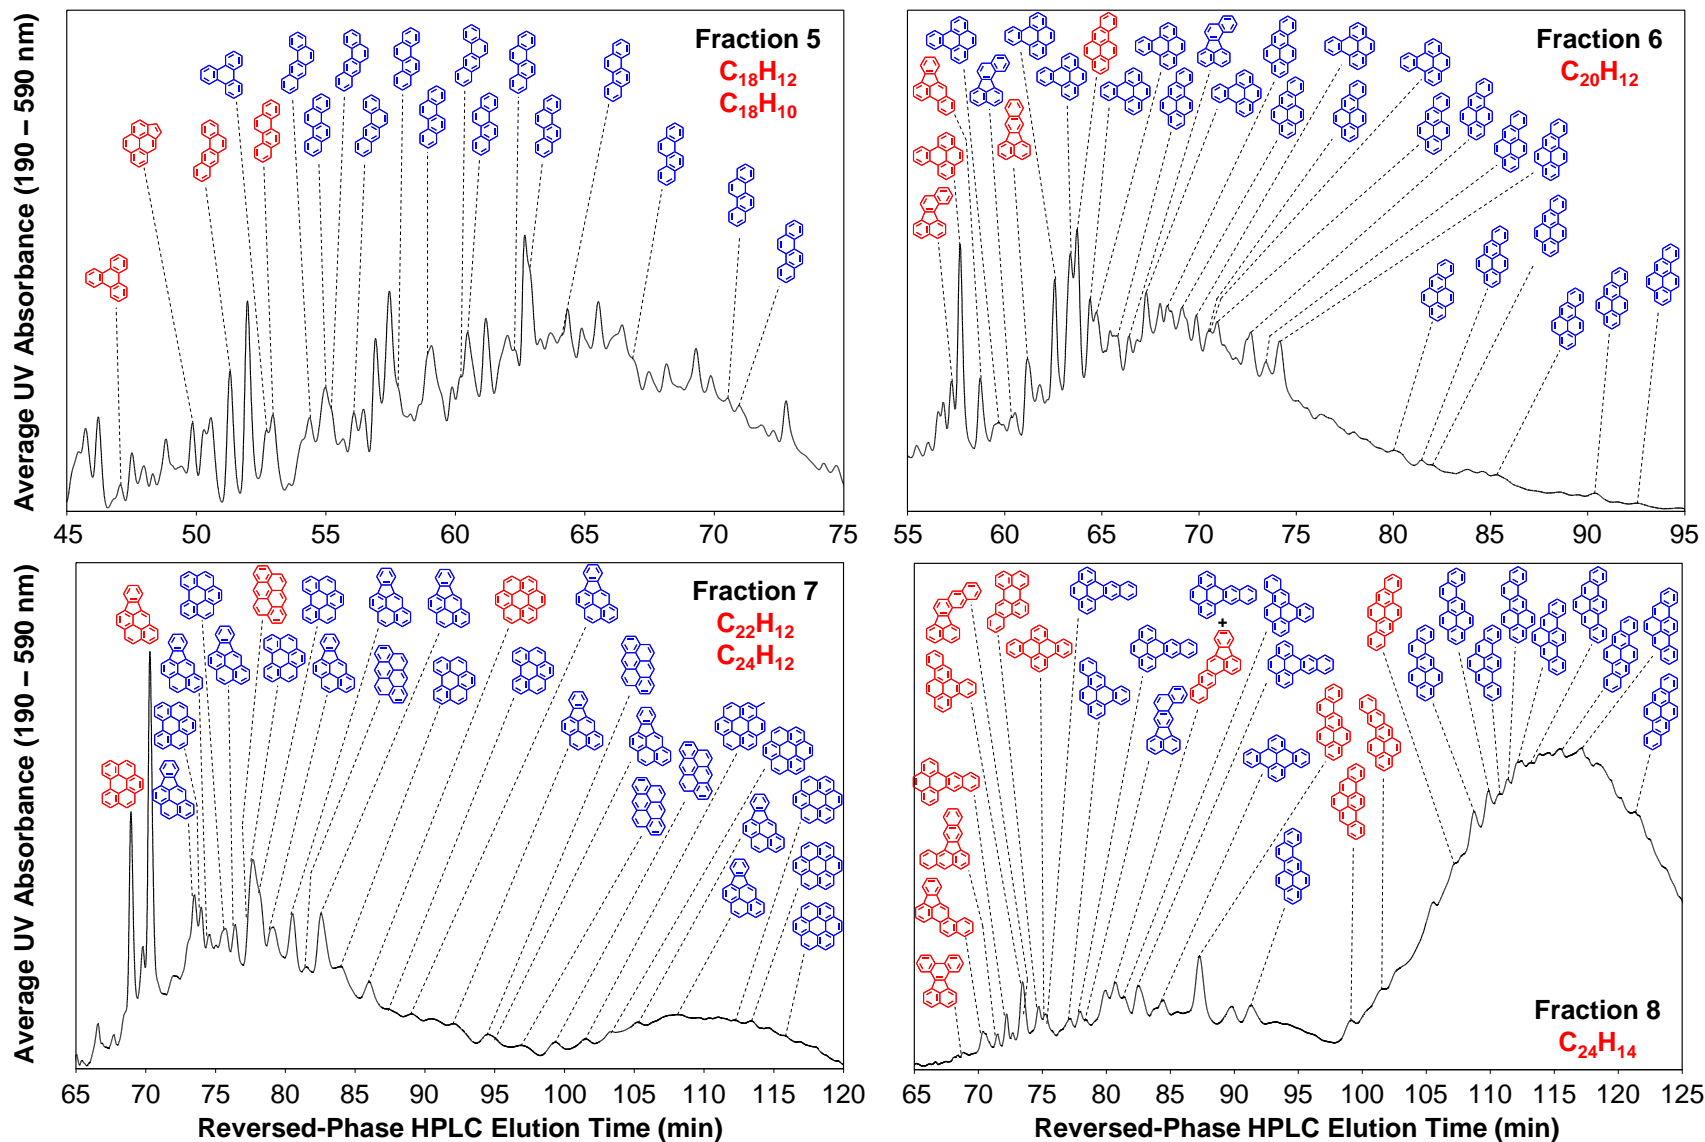 Average UV Absorbance (190 – 590 nm)
Fraction 5
C₁₈H₁₂
C₁₈H₁₀
45 50 55 60 65 70 75
Fraction 6
C₂₀H₁₂
55 60 65 70 75 80 85 90 95
Average UV Absorbance (190 – 590 nm)
Fraction 7
C₂₂H₁₂
C₂₄H₁₂
65 70 75 80 85 90 95 100 105 110 115 120
Reversed-Phase HPLC Elution Time (min)
+
Fraction 8
C₂₄H₁₄
65 70 75 80 85 90 95 100 105 110 115 125
Reversed-Phase HPLC Elution Time (min)